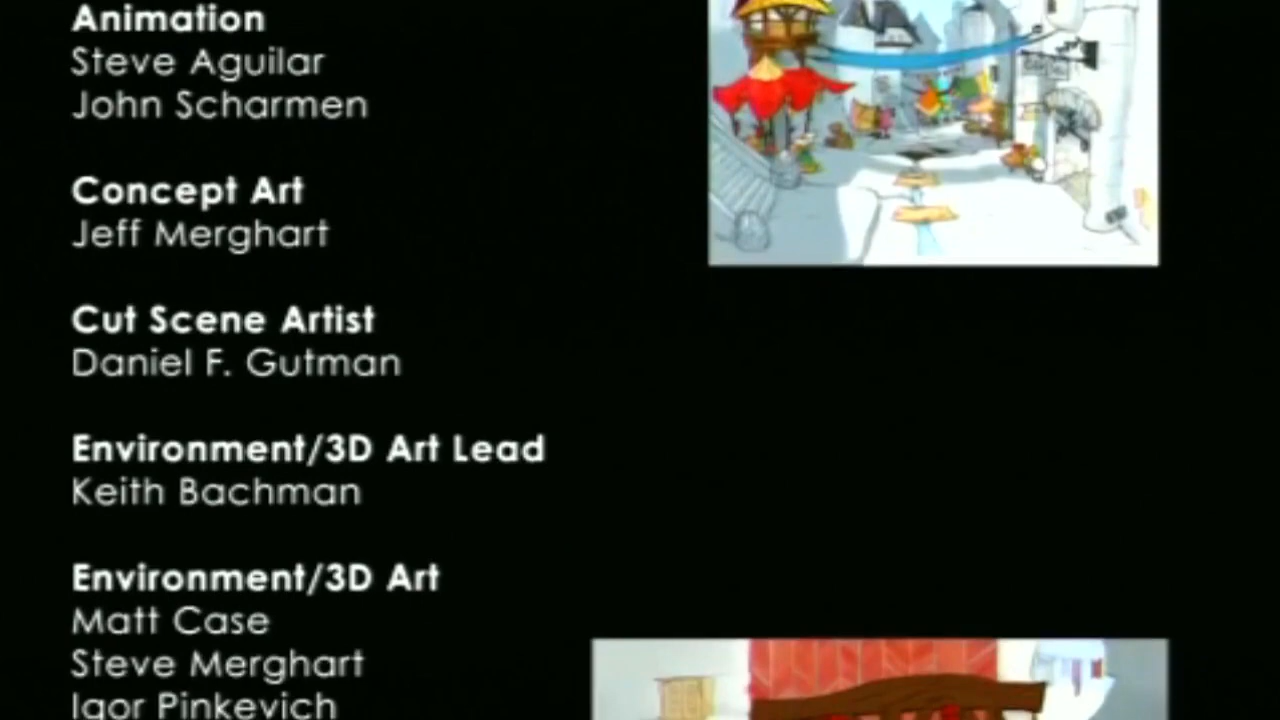 Animation
Steve Aguilar
John Scharmen
Concept Art
Jeff Merghart
Cut Scene Artist
Daniel F. Gutman
Environment/3D Art Lead
Keith Bachman
Environment/3D Art
Matt Case
Steve Merghart
Igor Pinkevich